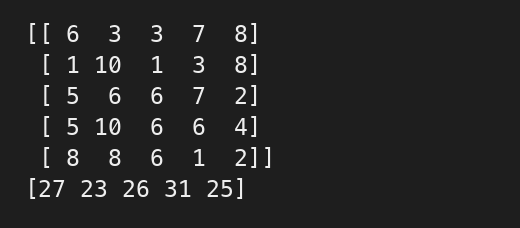 [[ 6  3  3  7  8]
 [ 1 10  1  3  8]
 [ 5  6  6  7  2]
 [ 5 10  6  6  4]
 [ 8  8  6  1  2]]
[27 23 26 31 25]